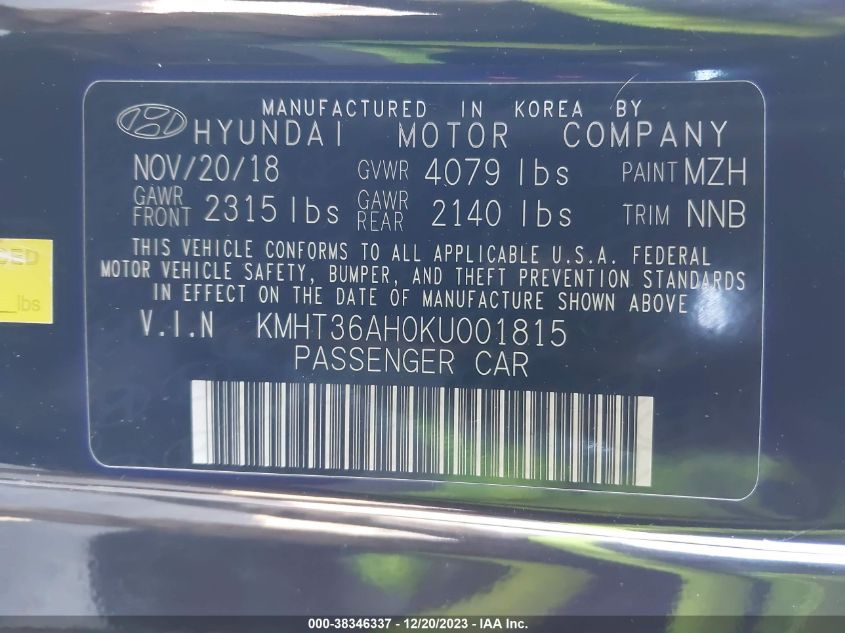 MANUFACTURED IN KOREA BY
HYUNDAI MOTOR COMPANY
NOV/20/18 GVWR 4079 lbs PAINT MZH
GAWR FRONT 2315 lbs GAWR REAR 2140 lbs TRIM NNB
THIS VEHICLE CONFORMS TO ALL APPLICABLE U.S.A. FEDERAL
MOTOR VEHICLE SAFETY, BUMPER, AND THEFT PREVENTION STANDARDS
IN EFFECT ON THE DATE OF MANUFACTURE SHOWN ABOVE
V.I.N KMHT36AH0KU001815
PASSENGER CAR
lbs
000-38346337 - 12/20/2023 - IAA Inc.